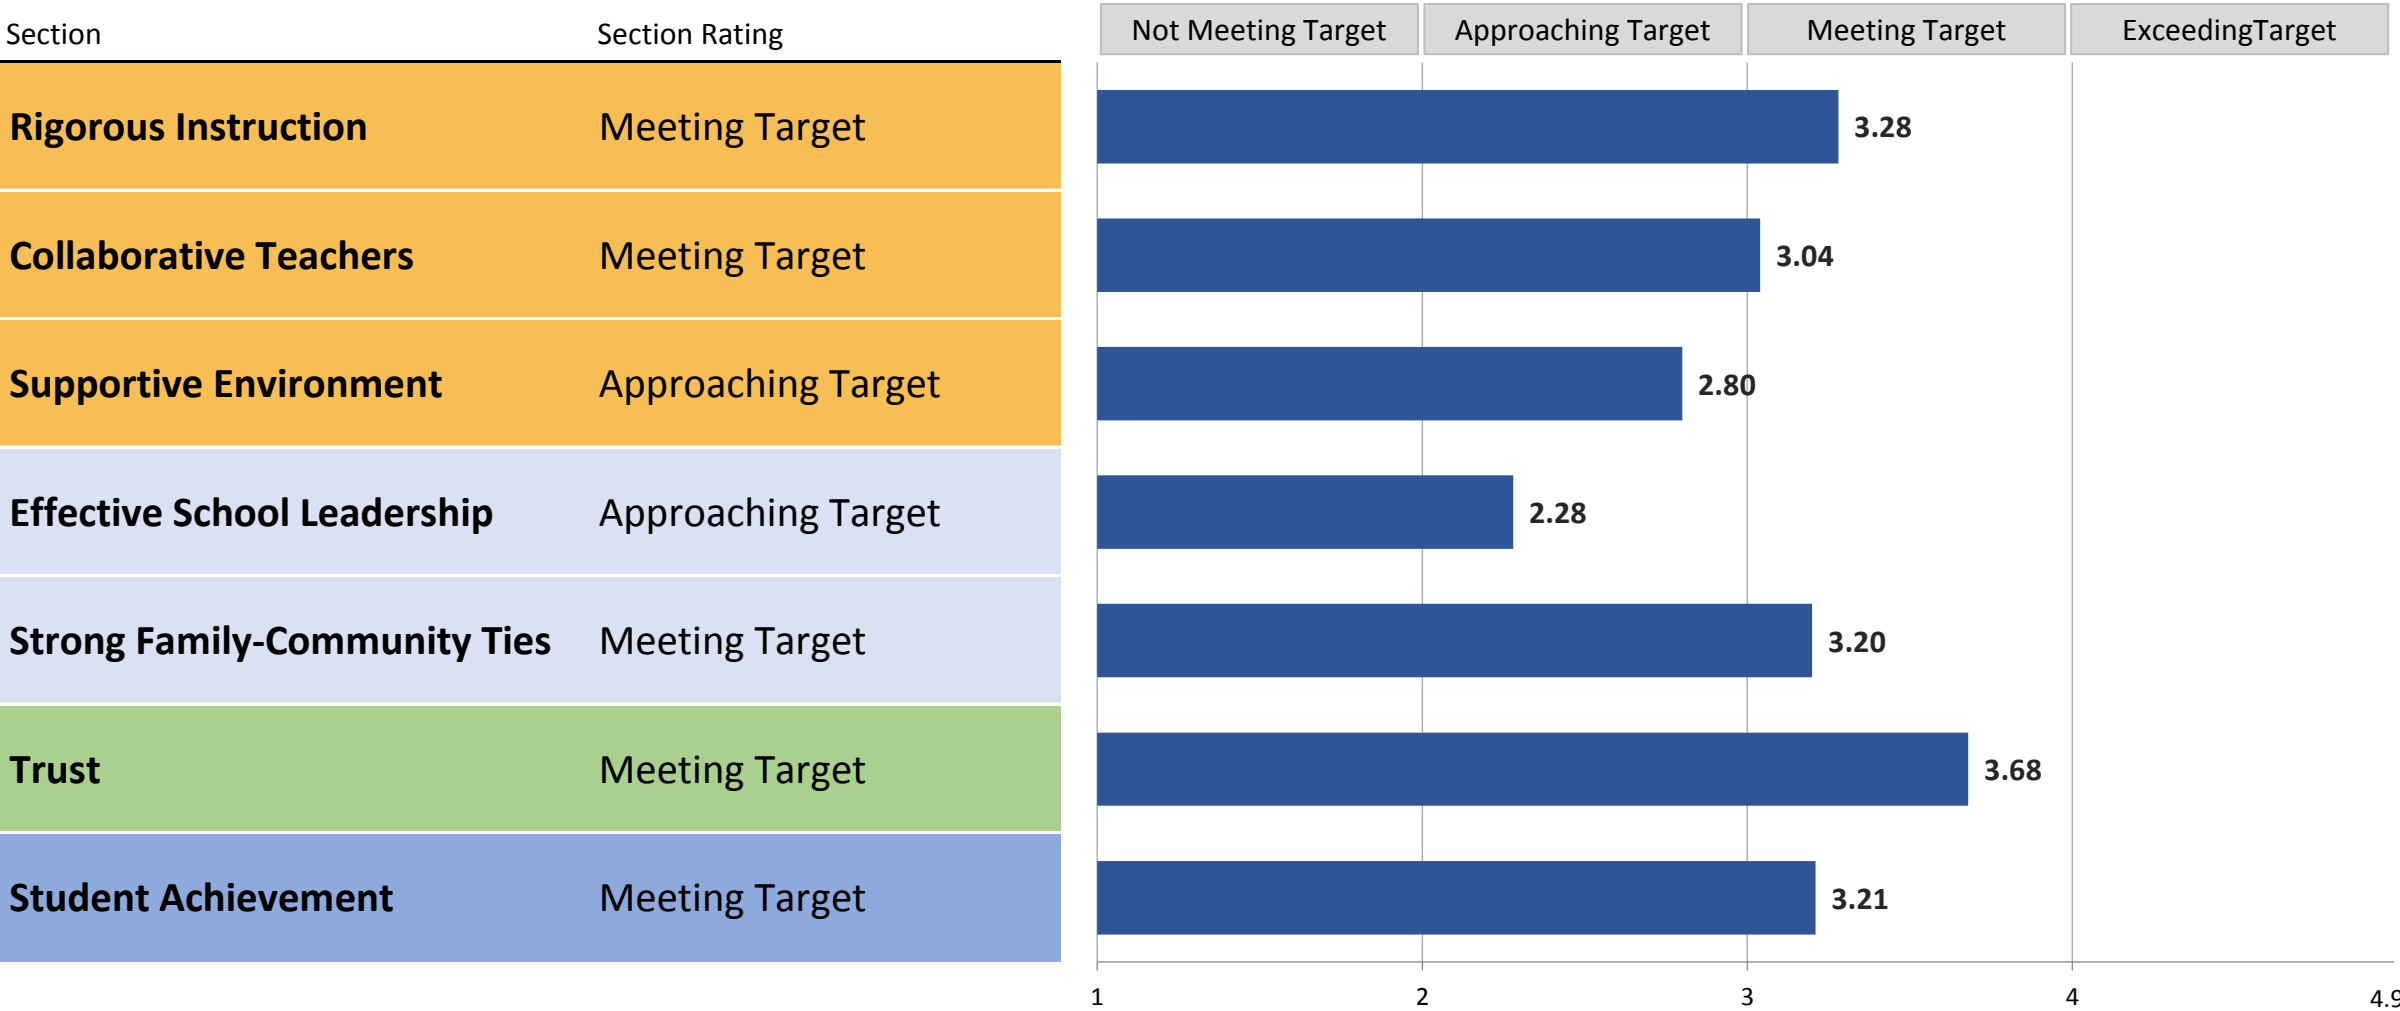 Section Section Rating Not Meeting Target Approaching Target Meeting Target ExceedingTarget
Rigorous Instruction Meeting Target 3.28
Collaborative Teachers Meeting Target 3.04
Supportive Environment Approaching Target 2.80
Effective School Leadership Approaching Target 2.28
Strong Family-Community Ties Meeting Target 3.20
Trust Meeting Target 3.68
Student Achievement Meeting Target 3.21
1 2 3 4 4.9